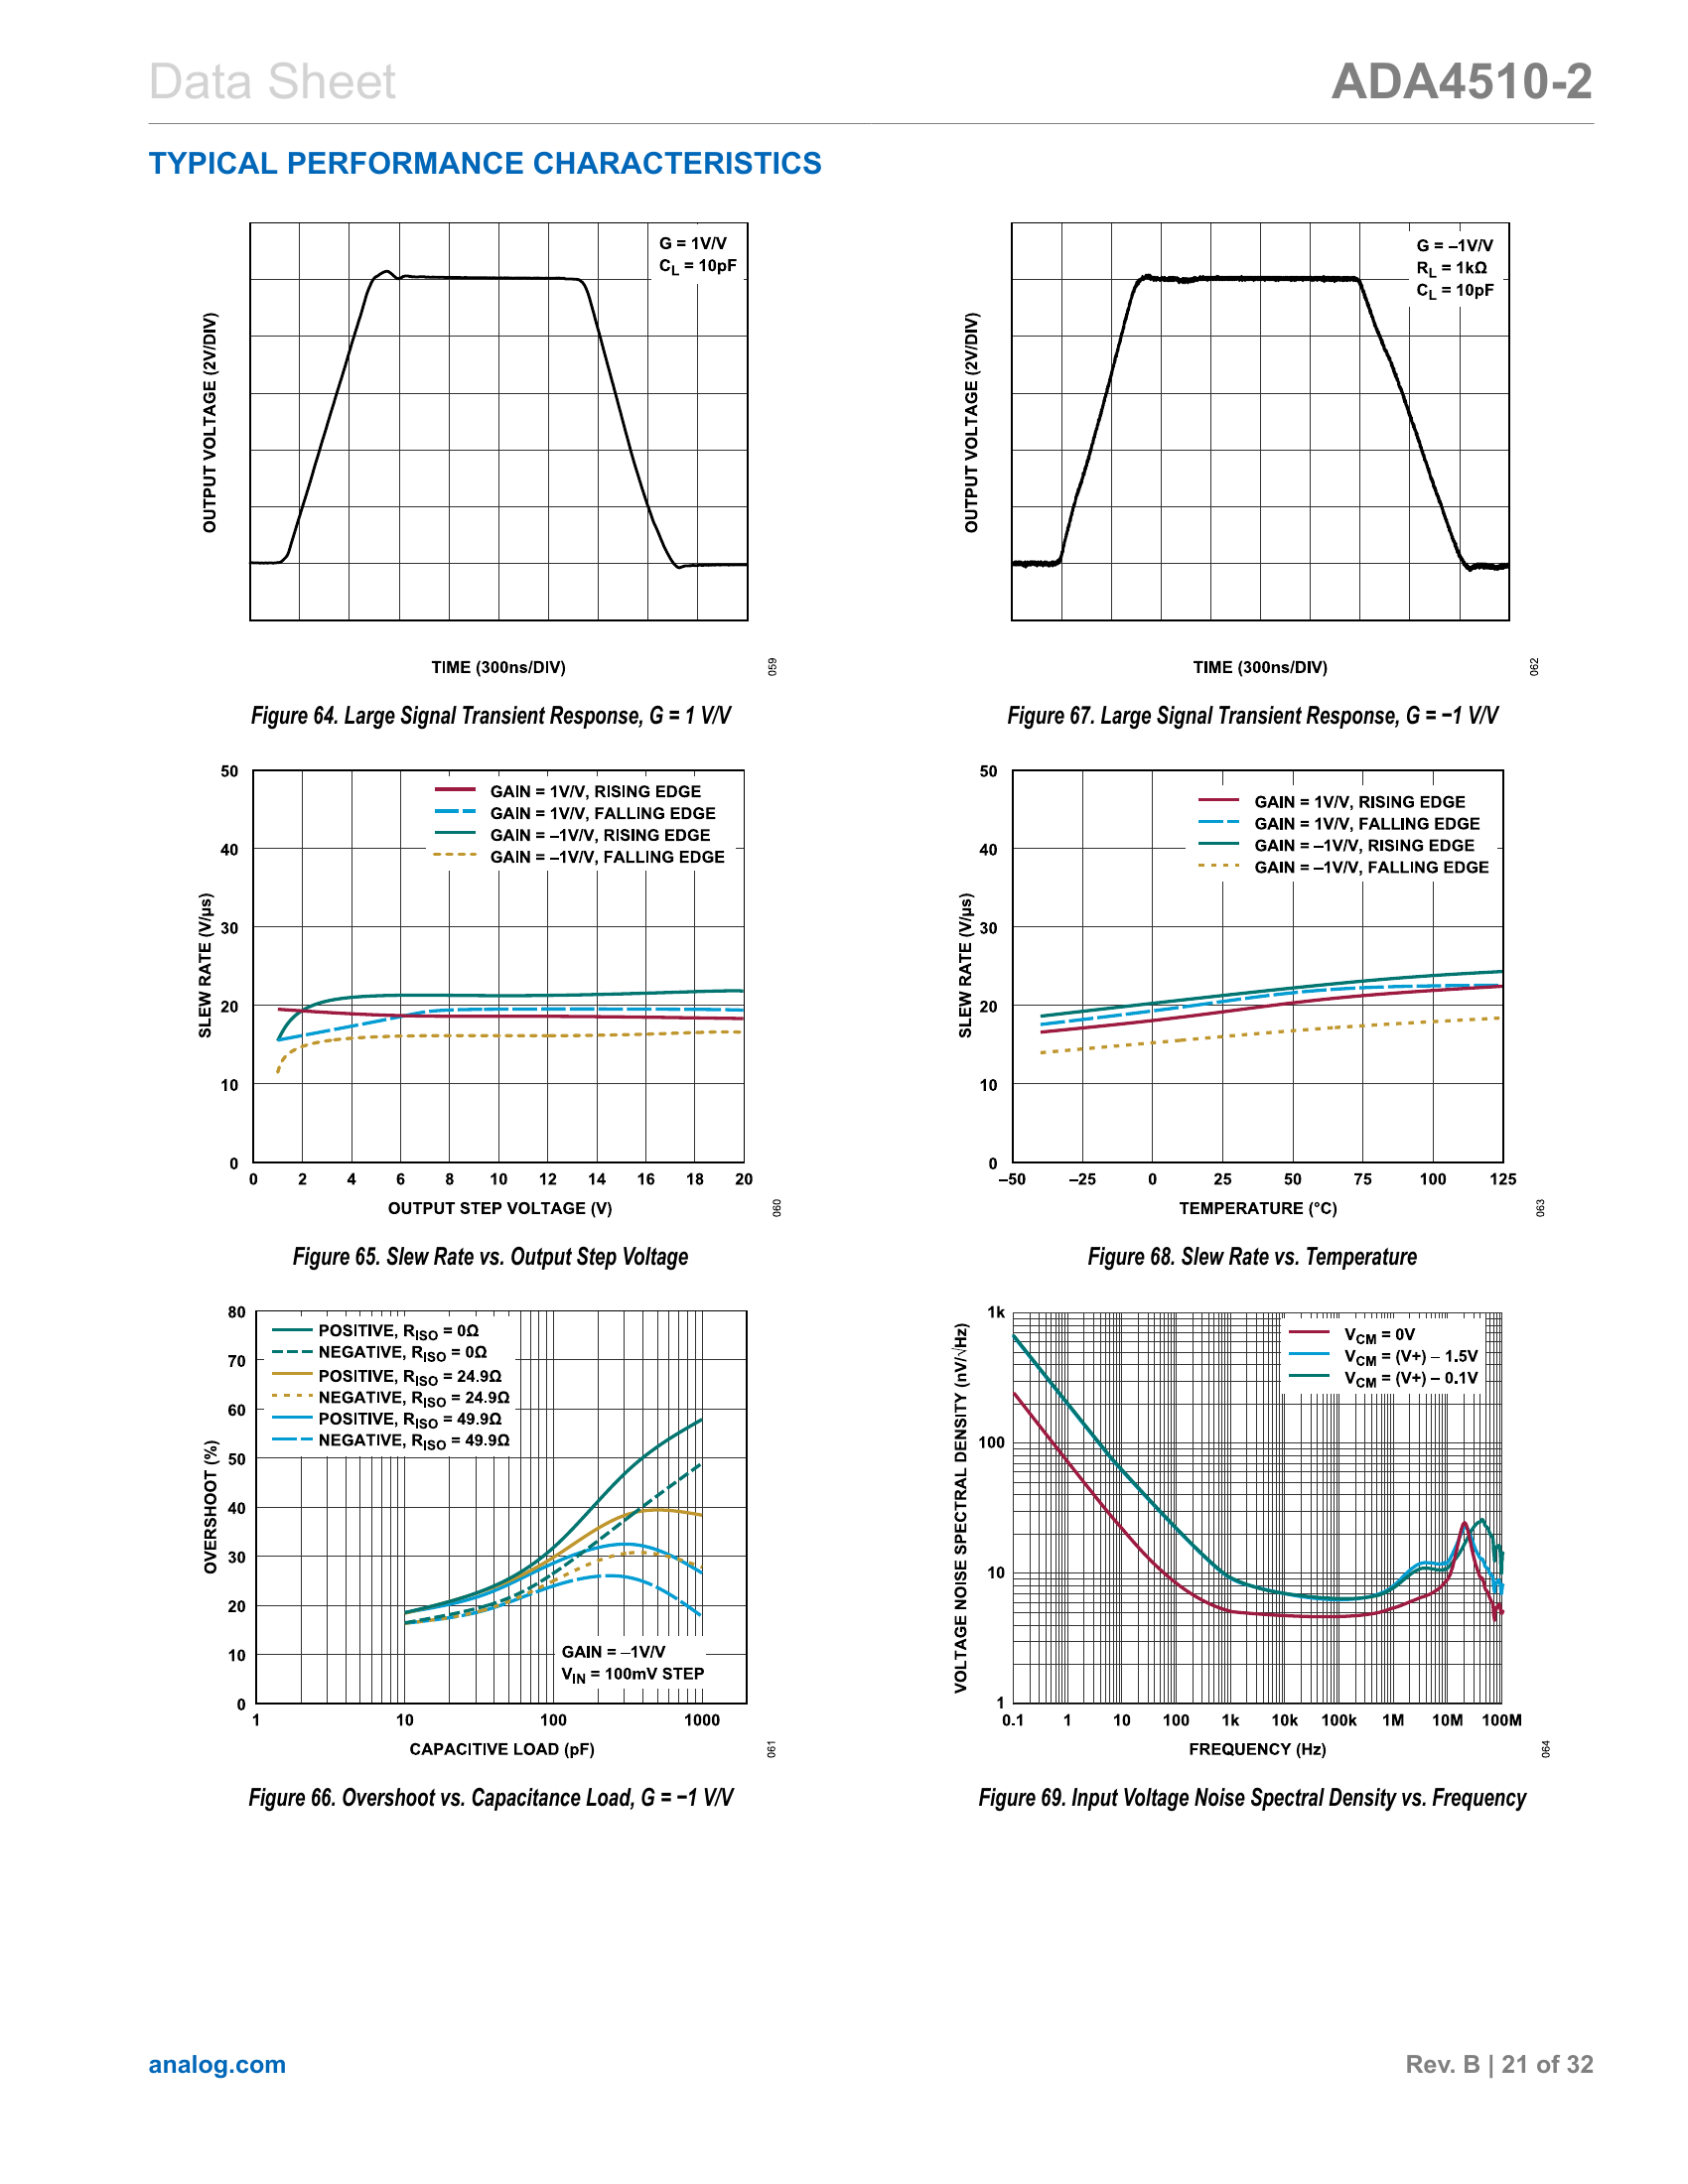 Data Sheet
ADA4510-2
TYPICAL PERFORMANCE CHARACTERISTICS
G = 1V/V
CL = 10pF
OUTPUT VOLTAGE (2V/DIV)
TIME (300ns/DIV)
059
Figure 64. Large Signal Transient Response, G = 1 V/V
50
40
30
20
10
0
GAIN = 1V/V, RISING EDGE
GAIN = 1V/V, FALLING EDGE
GAIN = –1V/V, RISING EDGE
GAIN = –1V/V, FALLING EDGE
SLEW RATE (V/µs)
0 2 4 6 8 10 12 14 16 18 20
OUTPUT STEP VOLTAGE (V)
060
Figure 65. Slew Rate vs. Output Step Voltage
80
70
60
50
40
30
20
10
0
POSITIVE, RISO = 0Ω
NEGATIVE, RISO = 0Ω
POSITIVE, RISO = 24.9Ω
NEGATIVE, RISO = 24.9Ω
POSITIVE, RISO = 49.9Ω
NEGATIVE, RISO = 49.9Ω
OVERSHOOT (%)
GAIN = –1V/V
VIN = 100mV STEP
1 10 100 1000
CAPACITIVE LOAD (pF)
061
Figure 66. Overshoot vs. Capacitance Load, G = −1 V/V
G = –1V/V
RL = 1kΩ
CL = 10pF
OUTPUT VOLTAGE (2V/DIV)
TIME (300ns/DIV)
062
Figure 67. Large Signal Transient Response, G = −1 V/V
50
40
30
20
10
0
GAIN = 1V/V, RISING EDGE
GAIN = 1V/V, FALLING EDGE
GAIN = –1V/V, RISING EDGE
GAIN = –1V/V, FALLING EDGE
SLEW RATE (V/µs)
–50 –25 0 25 50 75 100 125
TEMPERATURE (°C)
063
Figure 68. Slew Rate vs. Temperature
1k
100
10
1
VCM = 0V
VCM = (V+) – 1.5V
VCM = (V+) – 0.1V
VOLTAGE NOISE SPECTRAL DENSITY (nV/√Hz)
0.1 1 10 100 1k 10k 100k 1M 10M 100M
FREQUENCY (Hz)
064
Figure 69. Input Voltage Noise Spectral Density vs. Frequency
analog.com
Rev. B | 21 of 32